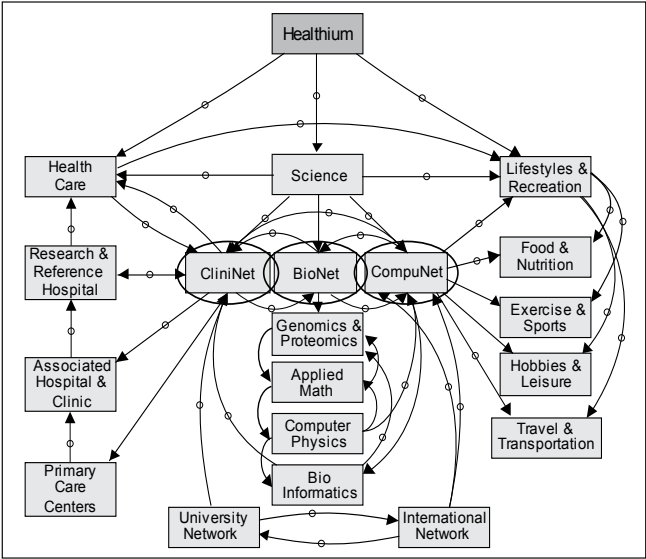 Healthium
Health
Care
Science
Lifestyles &
Recreation
Research &
Reference
Hospital
CliniNet
BioNet
CompuNet
Food &
Nutrition
Genomics &
Proteomics
Exercise &
Sports
Associated
Hospital &
Clinic
Applied
Math
Hobbies &
Leisure
Computer
Physics
Travel &
Transportation
Primary
Care
Centers
Bio
Informatics
University
Network
International
Network